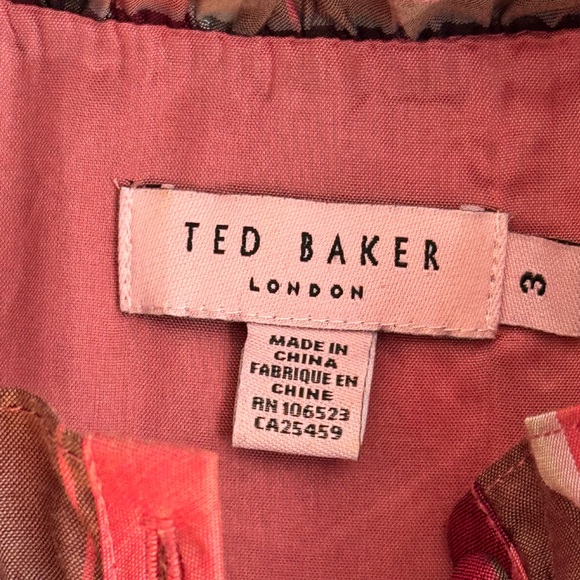 TED BAKER
LONDON
3
MADE IN
CHINA
FABRIQUE EN
CHINE
RN 106523
CA25459